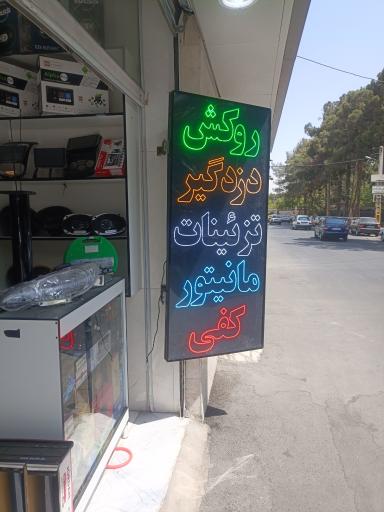 روکش
دزدگیر
تزئینات
مانیتور
کفی